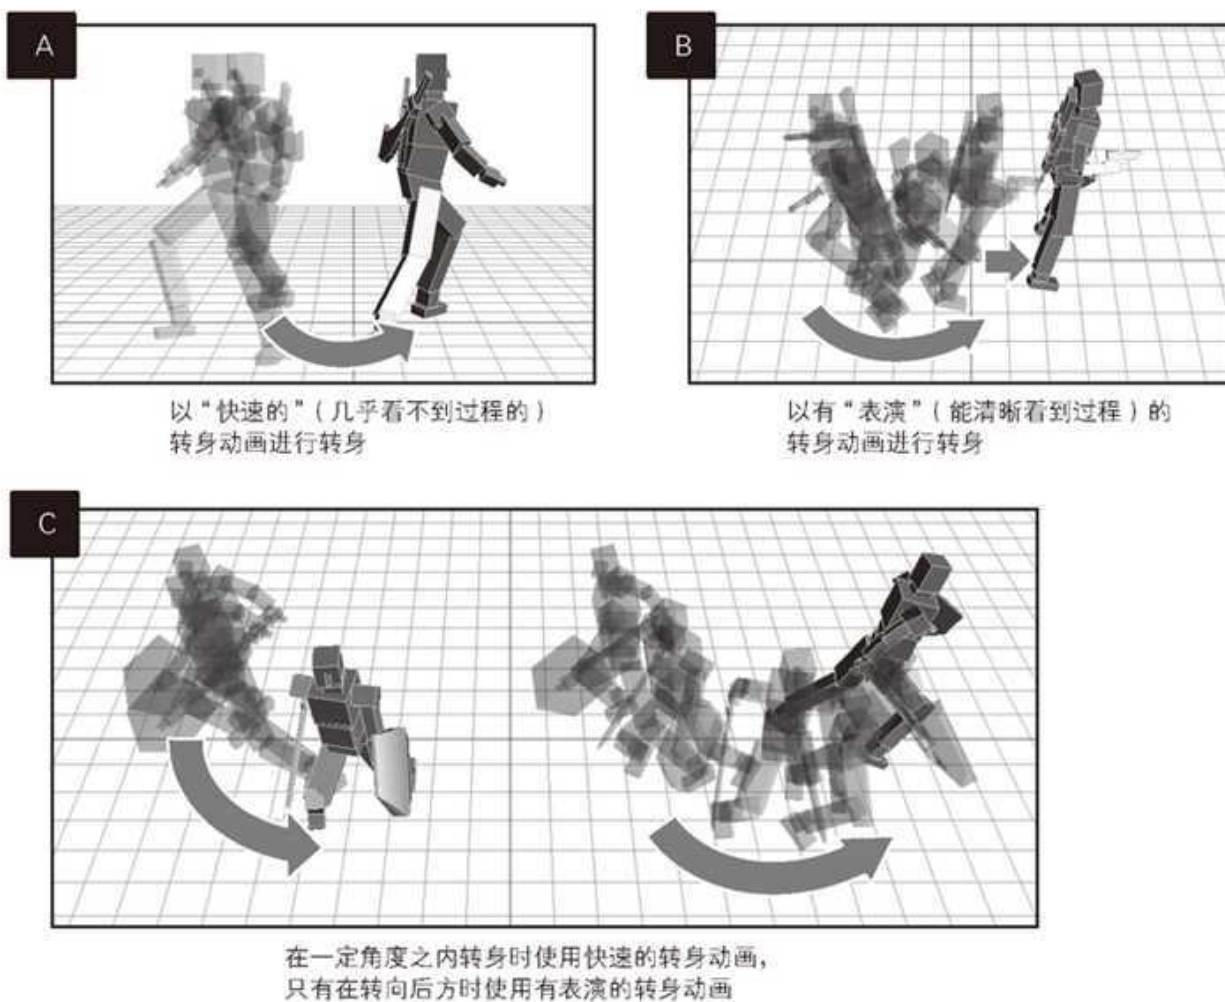 A
B
以“快速的”（几乎看不到过程的）
转身动画进行转身
以有“表演”（能清晰看到过程）的
转身动画进行转身
C
在一定角度之内转身时使用快速的转身动画，
只有在转向后方时使用有表演的转身动画